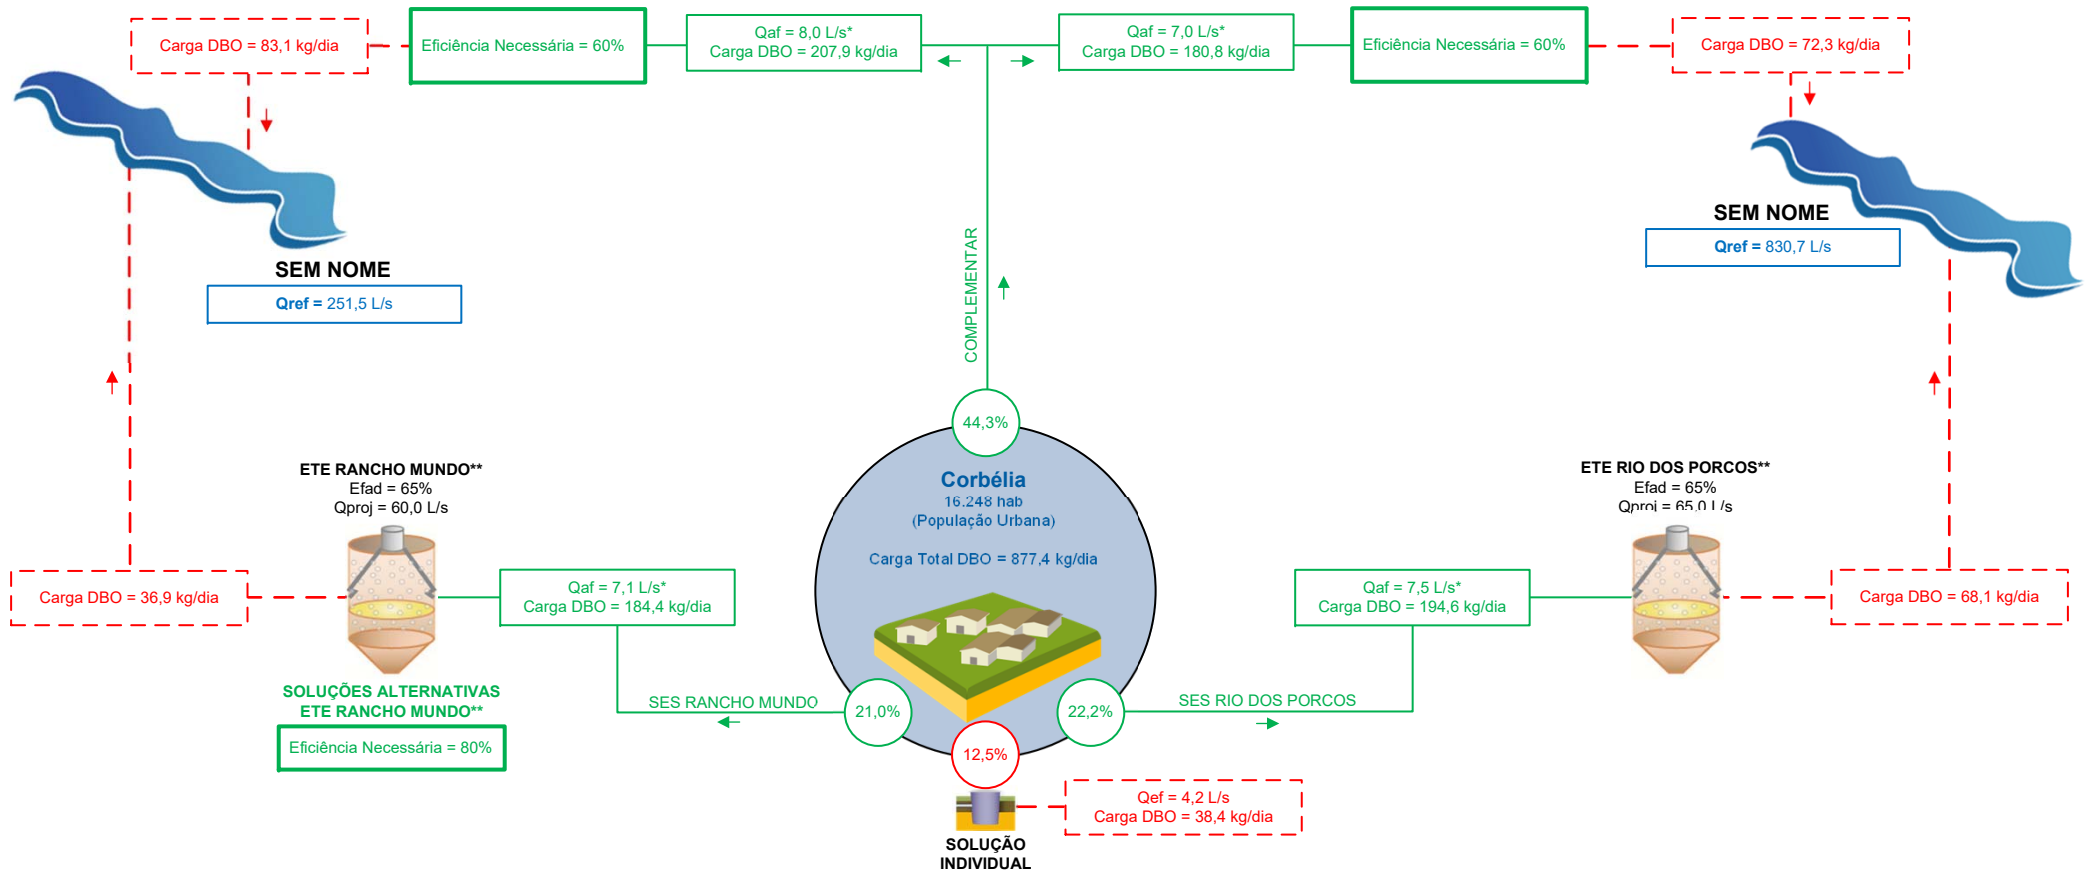 Carga DBO = 83,1 kg/dia
Eficiência Necessária = 60%
Qaf = 8,0 L/s*
Carga DBO = 207,9 kg/dia
Qaf = 7,0 L/s*
Carga DBO = 180,8 kg/dia
Eficiência Necessária = 60%
Carga DBO = 72,3 kg/dia
SEM NOME
Qref = 251,5 L/s
SEM NOME
Qref = 830,7 L/s
COMPLEMENTAR
44,3%
Corbélia
16.248 hab
(População Urbana)
Carga Total DBO = 877,4 kg/dia
ETE RANCHO MUNDO**
Efad = 65%
Qproj = 60,0 L/s
ETE RIO DOS PORCOS**
Efad = 65%
Qproj = 65,0 L/s
Carga DBO = 36,9 kg/dia
Qaf = 7,1 L/s*
Carga DBO = 184,4 kg/dia
Qaf = 7,5 L/s*
Carga DBO = 194,6 kg/dia
Carga DBO = 68,1 kg/dia
SOLUÇÕES ALTERNATIVAS
ETE RANCHO MUNDO**
Eficiência Necessária = 80%
SES RANCHO MUNDO
21,0%
22,2%
SES RIO DOS PORCOS
12,5%
Qef = 4,2 L/s
Carga DBO = 38,4 kg/dia
SOLUÇÃO
INDIVIDUAL